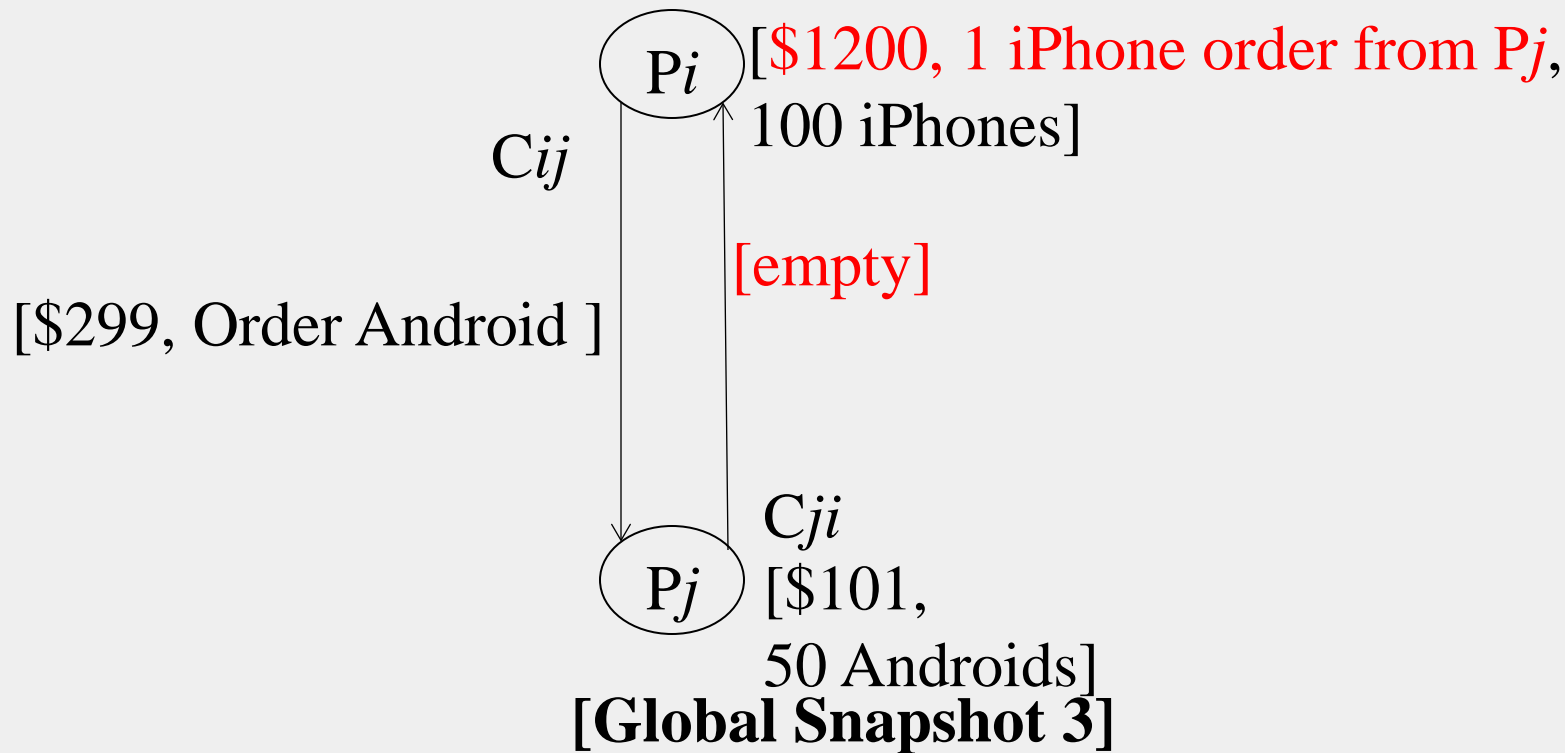 Pi
[$1200, 1 iPhone order from Pj,
100 iPhones]
Cij
[empty]
[$299, Order Android ]
Cji
Pj
[$101,
50 Androids]
[Global Snapshot 3]